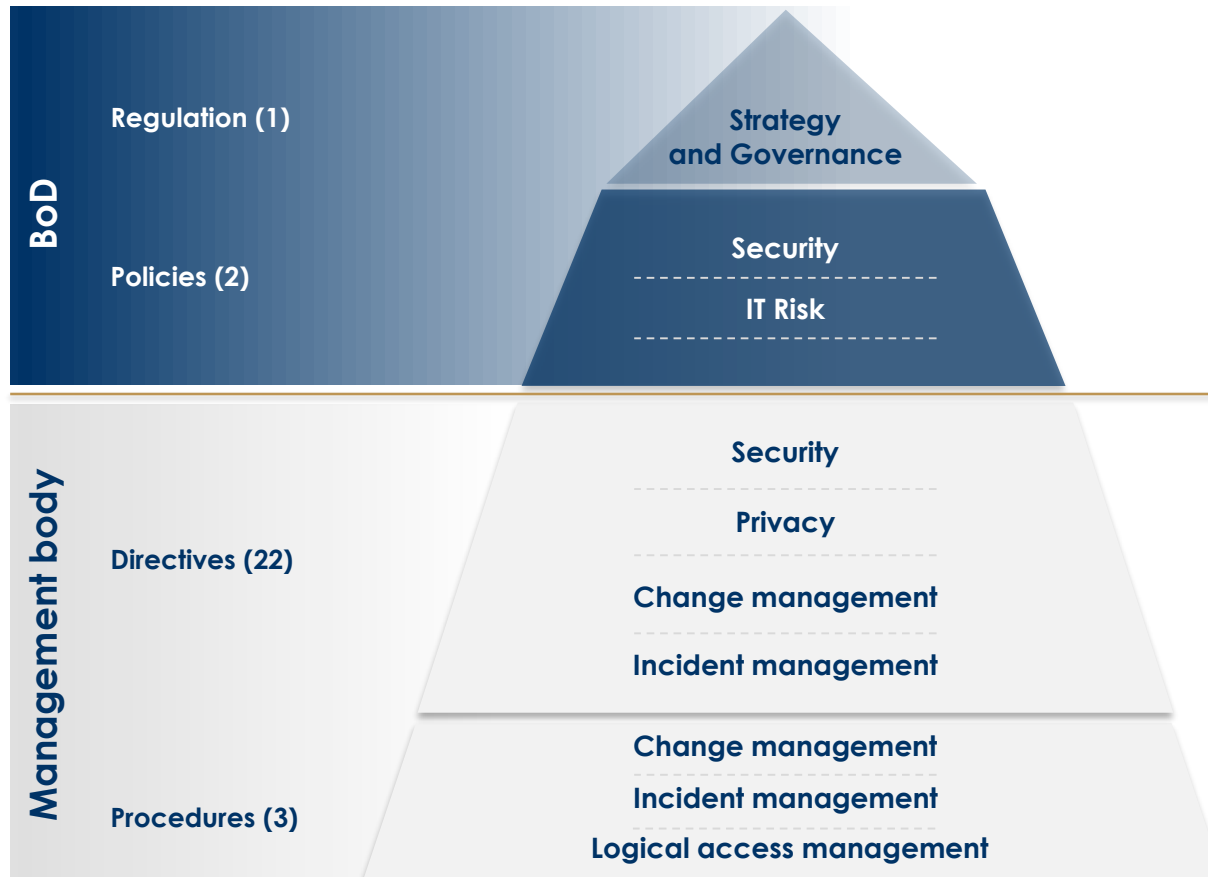 BoD
Regulation (1)
Strategy
and Governance
Policies (2)
Security
IT Risk
Management body
Directives (22)
Security
Privacy
Change management
Incident management
Procedures (3)
Change management
Incident management
Logical access management